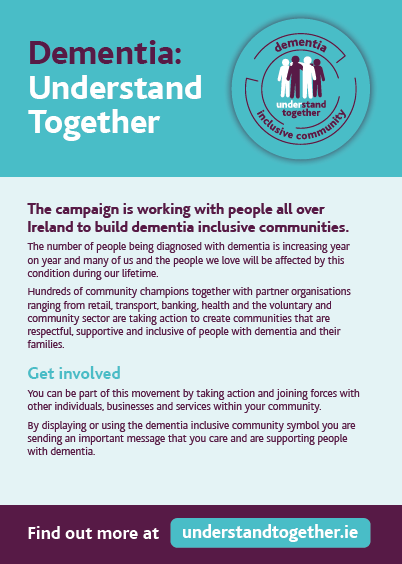 Dementia:
Understand
Together
dementia
understand
together
inclusive community
The campaign is working with people all over
Ireland to build dementia inclusive communities.
The number of people being diagnosed with dementia is increasing year
on year and many of us and the people we love will be affected by this
condition during our lifetime.
Hundreds of community champions together with partner organisations
ranging from retail, transport, banking, health and the voluntary and
community sector are taking action to create communities that are
respectful, supportive and inclusive of people with dementia and their
families.
Get involved
You can be part of this movement by taking action and joining forces with
other individuals, businesses and services within your community.
By displaying or using the dementia inclusive community symbol you are
sending an important message that you care and are supporting people
with dementia.
Find out more at understandtogether.ie